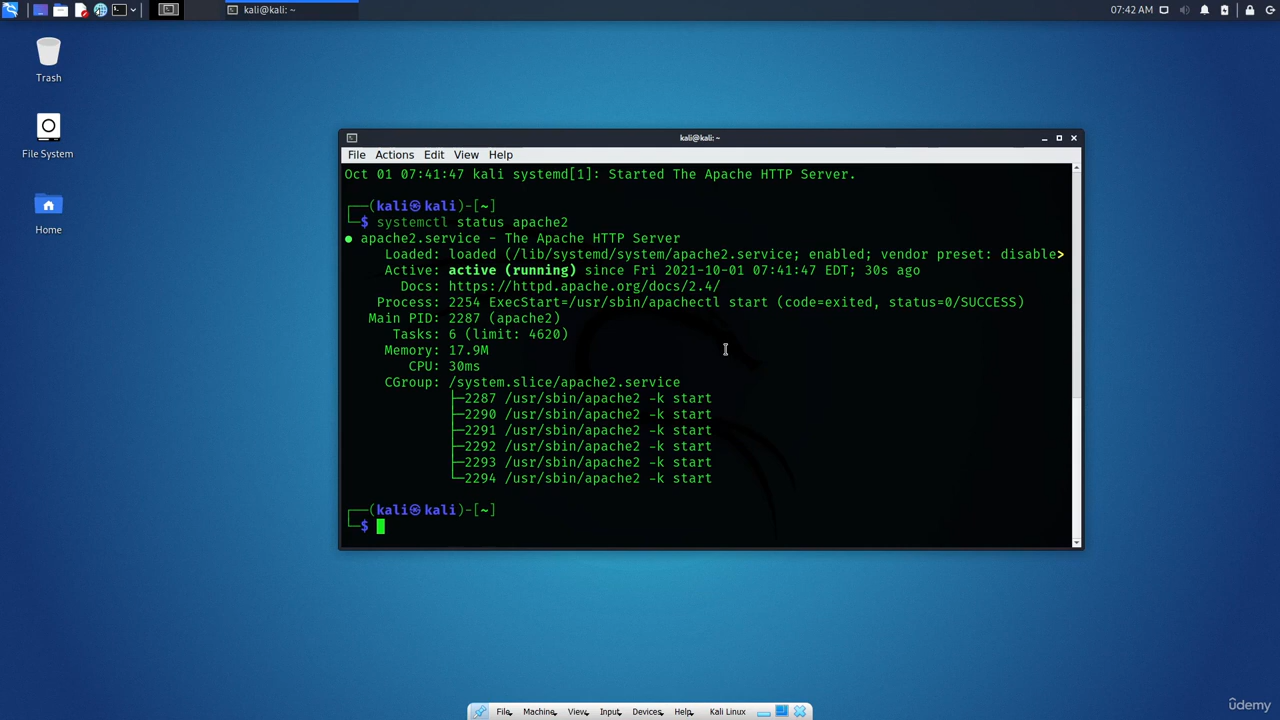 kali@kali: ~
07:42 AM
Trash
File System
Home
kali@kali: ~
File Actions Edit View Help
Oct 01 07:41:47 kali systemd[1]: Started The Apache HTTP Server.
┌──(kali㉿kali)-[~]
└─$ systemctl status apache2
● apache2.service - The Apache HTTP Server
Loaded: loaded (/lib/systemd/system/apache2.service; enabled; vendor preset: disable>
Active: active (running) since Fri 2021-10-01 07:41:47 EDT; 30s ago
Docs: https://httpd.apache.org/docs/2.4/
Process: 2254 ExecStart=/usr/sbin/apachectl start (code=exited, status=0/SUCCESS)
Main PID: 2287 (apache2)
Tasks: 6 (limit: 4620)
Memory: 17.9M
CPU: 30ms
CGroup: /system.slice/apache2.service
├─2287 /usr/sbin/apache2 -k start
├─2290 /usr/sbin/apache2 -k start
├─2291 /usr/sbin/apache2 -k start
├─2292 /usr/sbin/apache2 -k start
├─2293 /usr/sbin/apache2 -k start
└─2294 /usr/sbin/apache2 -k start
┌──(kali㉿kali)-[~]
└─$
File Machine View Input Devices Help Kali Linux
ûdemy